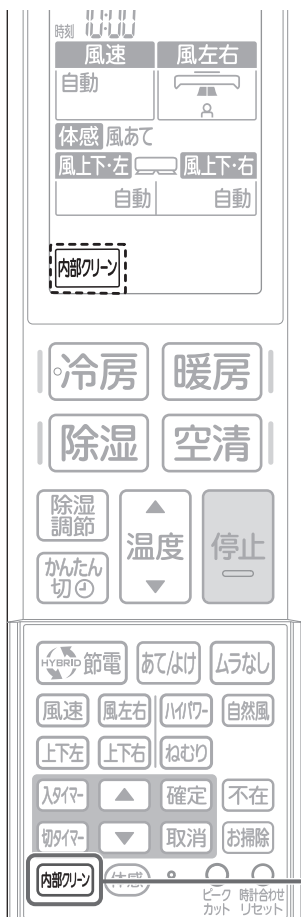 時刻 10:00
風速 風左右
自動
体感 風あて
風上下・左 風上下・右
自動 自動
内部クリーン
冷房 暖房
除湿 空清
除湿
調節
温度
停止
かんたん
切
HYBRID 節電 あて/よけ ムラなし
風速 風左右 ハイパワー 自然風
上下左 上下右 ねむり
入タイマー ▲ 確定 不在
切タイマー ▼ 取消 お掃除
内部クリーン 体感
ピーク 時計合わせ
カット リセット